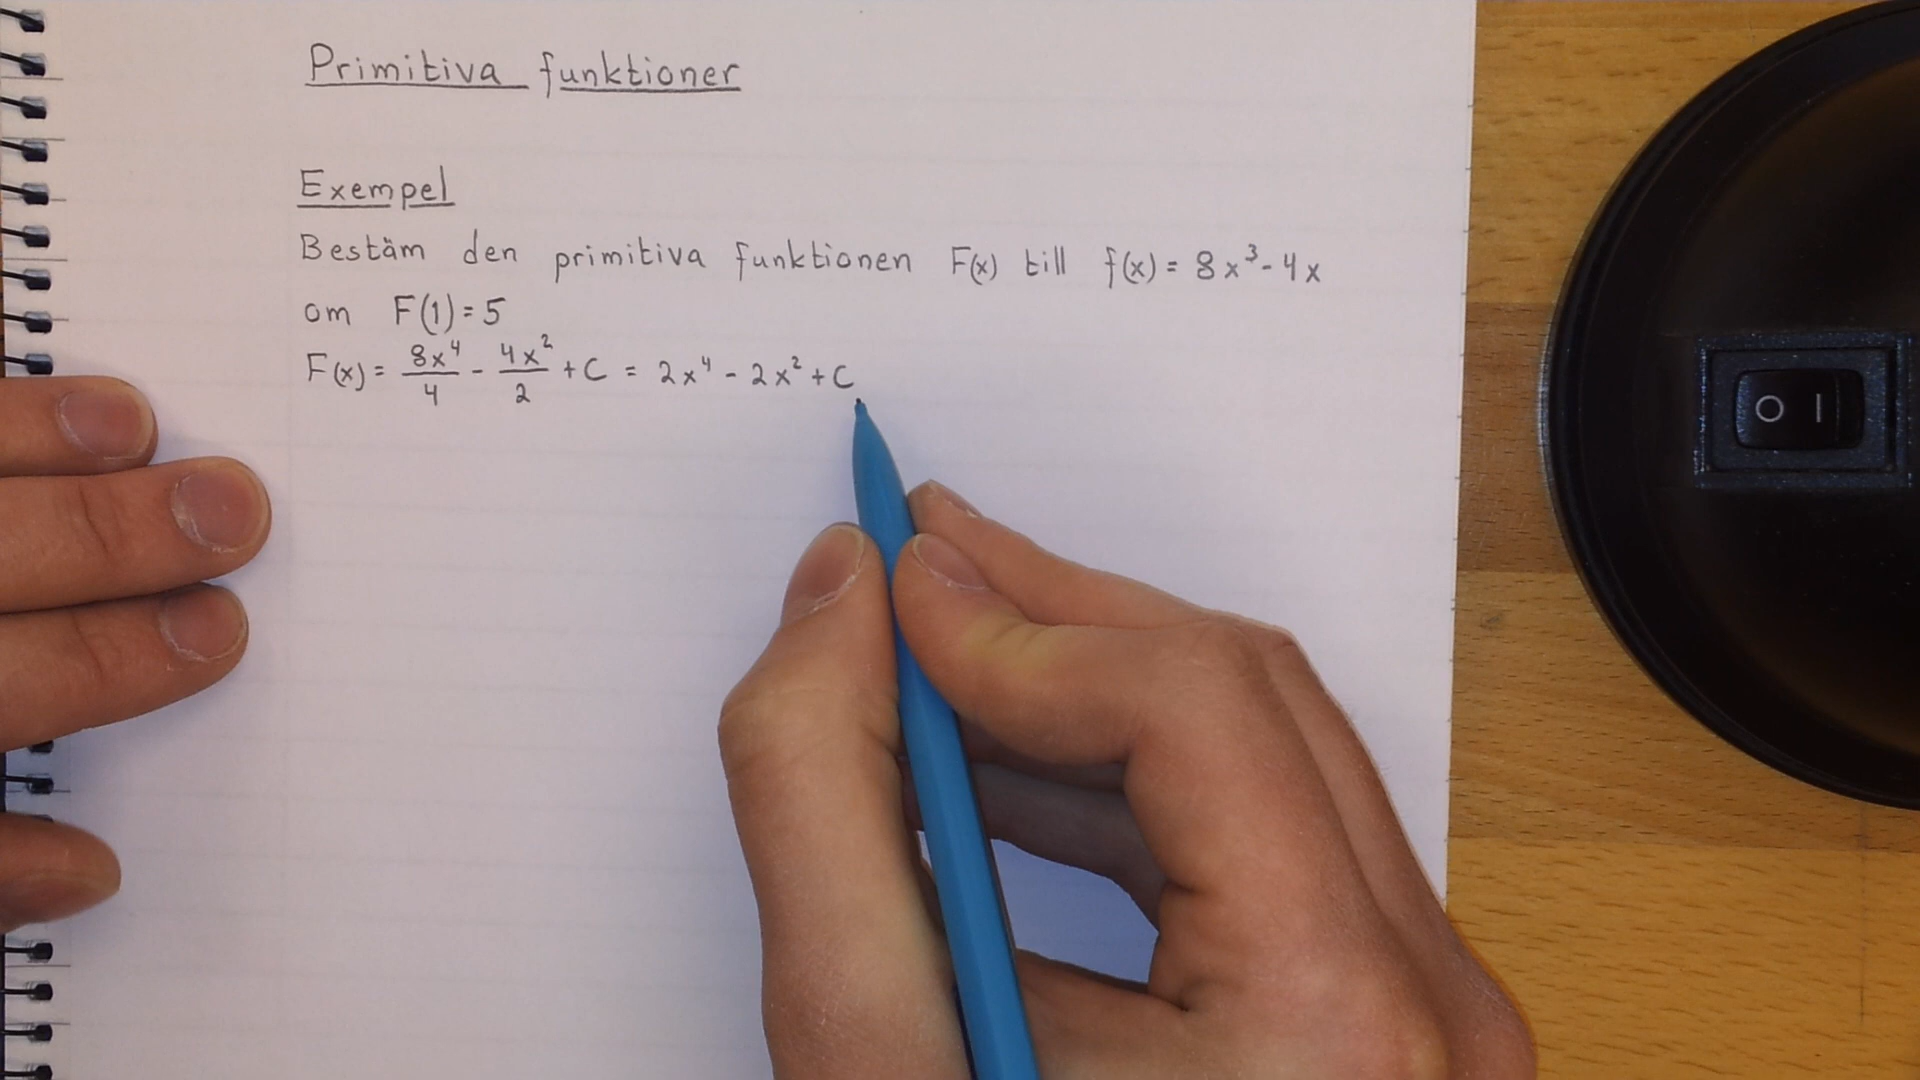 Primitiva funktioner
Exempel
Bestäm den primitiva funktionen F(x) till f(x) = 8x³ - 4x
om F(1) = 5
F(x) = 8x⁴/4 - 4x²/2 + C = 2x⁴ - 2x² + C
O I